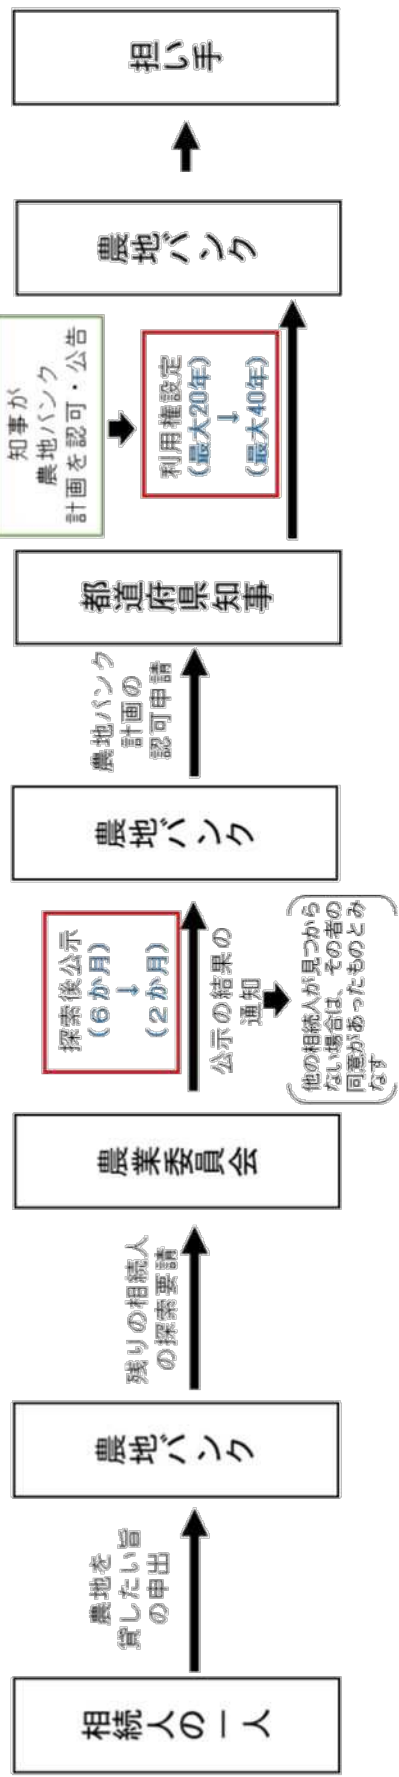 相続人の一人
農地を
貸したい旨
の申出
農地バンク
残りの相続人
の探索要請
農業委員会
探索後公示
(6か月)
↓
(2か月)
公示の結果の
通知
他の相続人が見つから
ない場合は、その者の
同意があったものとみ
なす
農地バンク
農地バンク
計画の
認可申請
都道府県知事
知事が
農地バンク
計画を認可・公告
利用権設定
(最大20年)
↓
(最大40年)
農地バンク
担い手